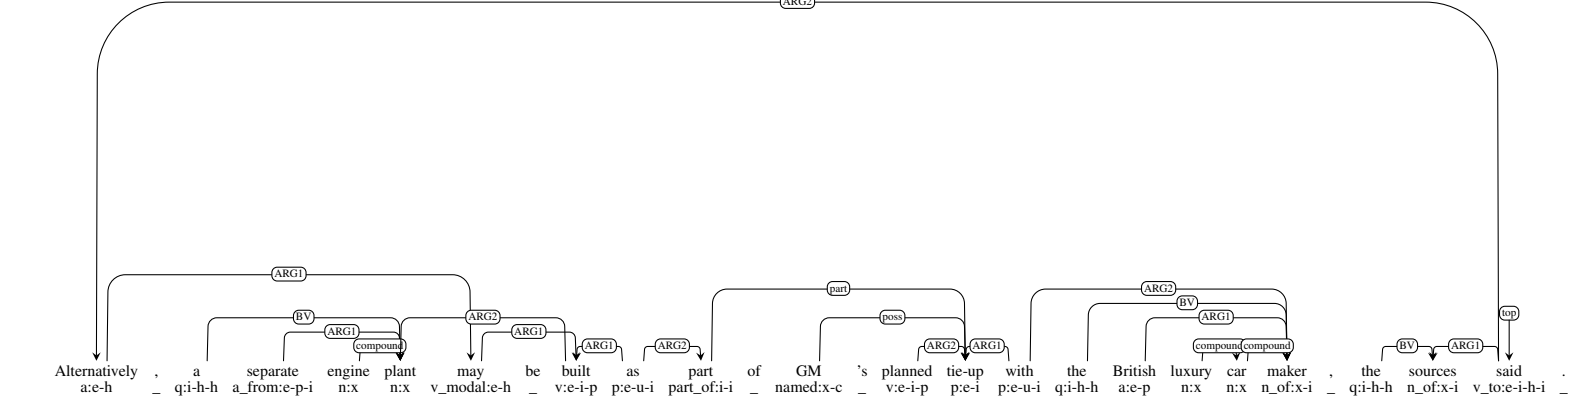 ARG2
ARG1
part
top
ARG2
BV
BV ARG2 poss ARG1
ARG1 ARG1
compound ARG1 ARG2 ARG2 ARG1 compound compound BV ARG1
Alternatively , a separate engine plant may be built as part of GM 's planned tie-up with the British luxury car maker , the sources said .
a:e-h _ q:i-h-h a_from:e-p-i n:x n:x v_modal:e-h _ v:e-i-p p:e-u-i part_of:i-i _ named:x-c _ v:e-i-p p:e-i p:e-u-i q:i-h-h a:e-p n:x n:x n_of:x-i _ q:i-h-h n_of:x-i v_to:e-i-h-i _